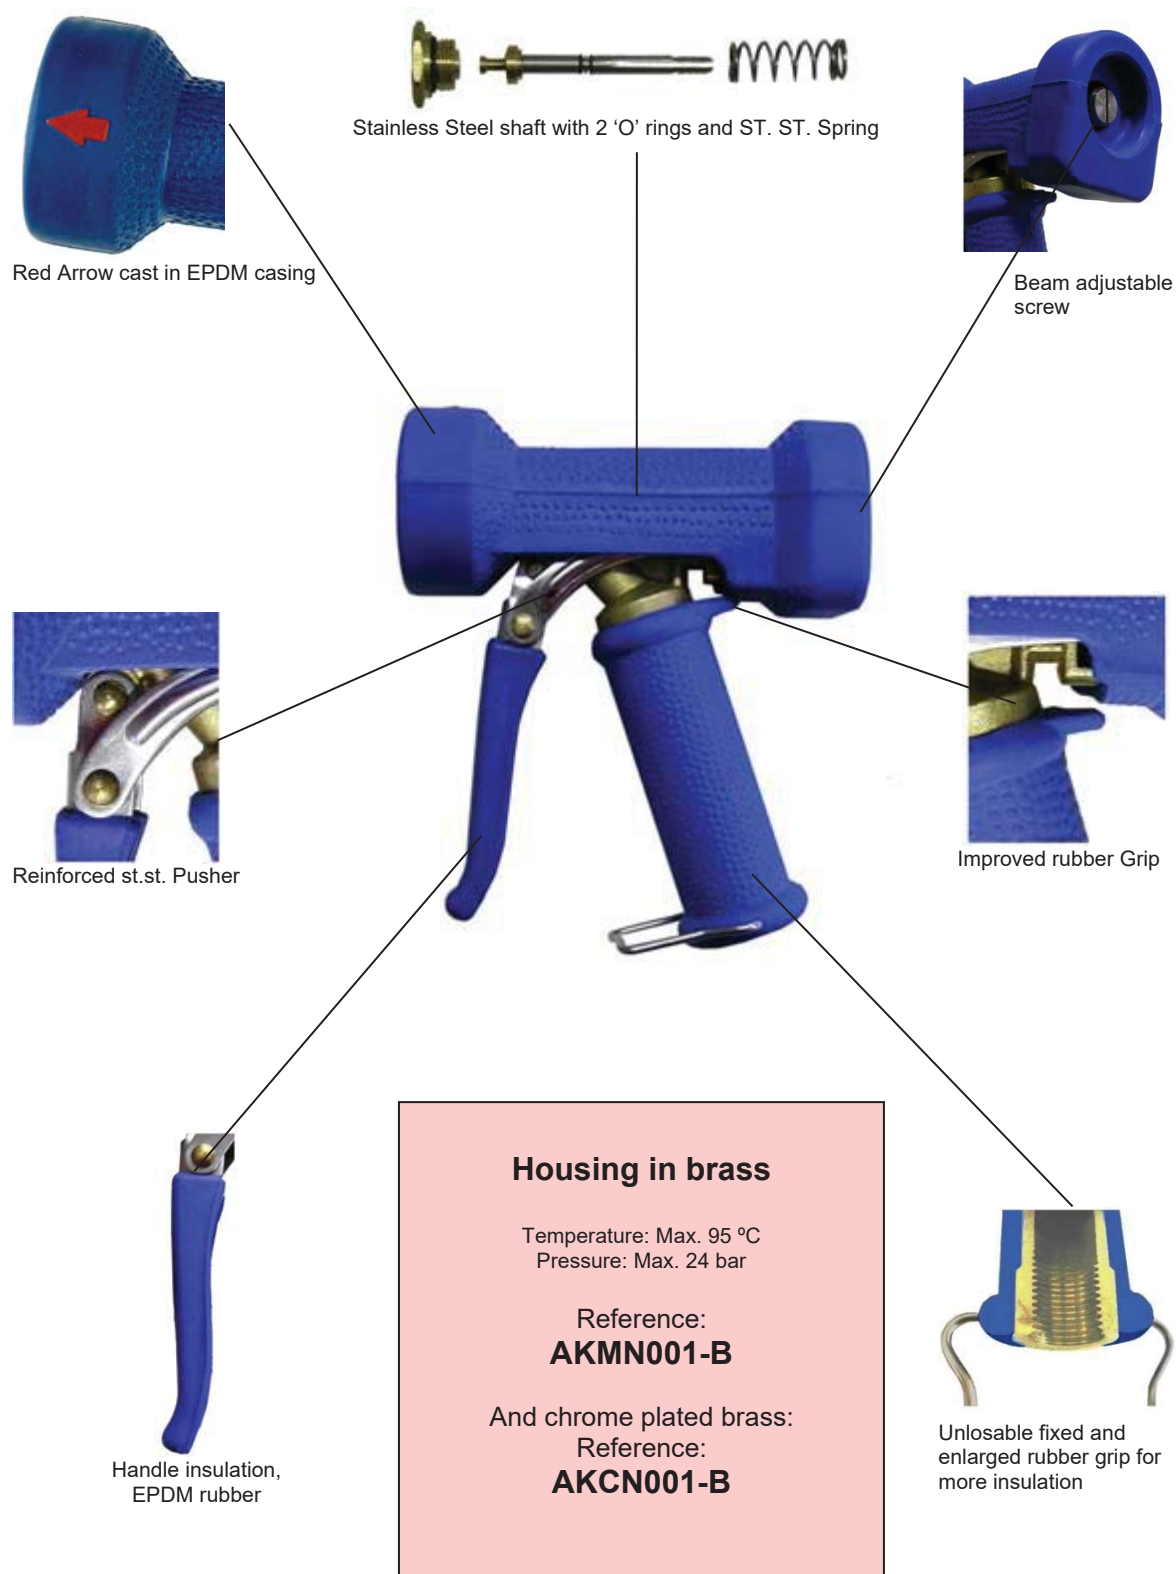 Stainless Steel shaft with 2 ‘O’ rings and ST. ST. Spring
Red Arrow cast in EPDM casing
Beam adjustable
screw
Reinforced st.st. Pusher
Improved rubber Grip
Housing in brass
Temperature: Max. 95 ºC
Pressure: Max. 24 bar
Reference:
AKMN001-B
And chrome plated brass:
Reference:
AKCN001-B
Handle insulation,
EPDM rubber
Unlosable fixed and
enlarged rubber grip for
more insulation